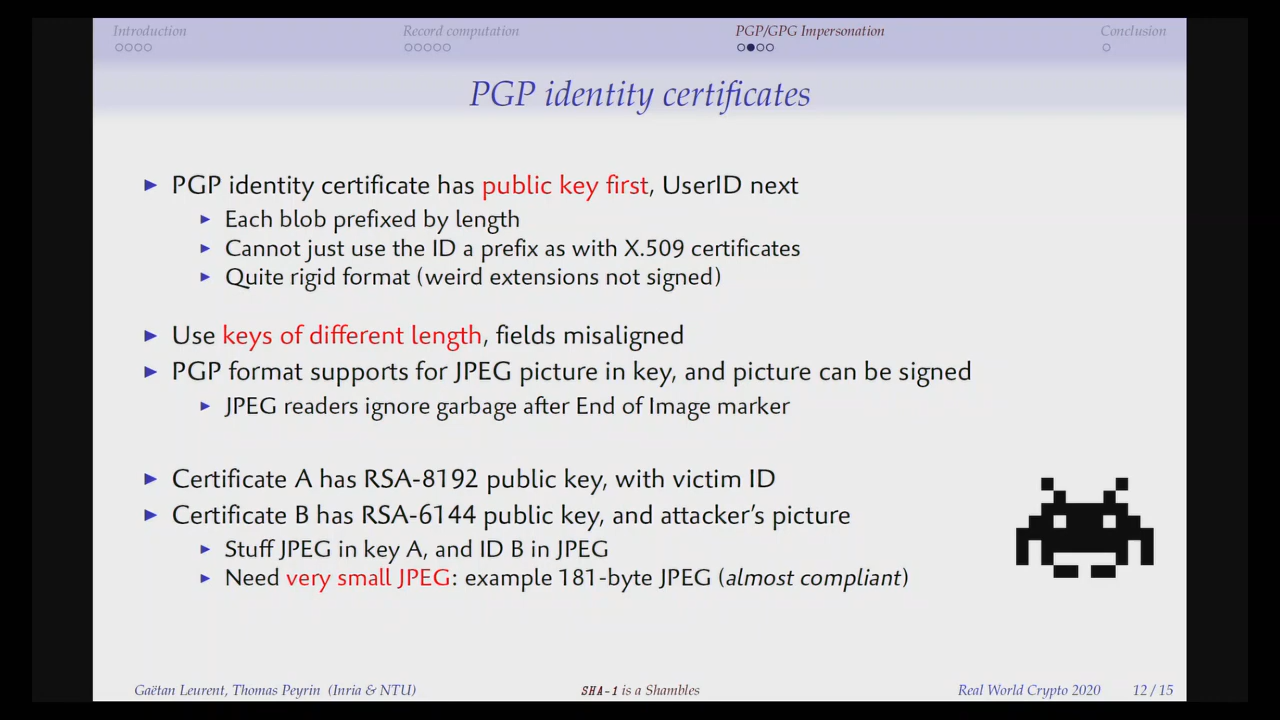 Introduction Record computation PGP/GPG Impersonation Conclusion
PGP identity certificates
PGP identity certificate has public key first, UserID next
Each blob prefixed by length
Cannot just use the ID a prefix as with X.509 certificates
Quite rigid format (weird extensions not signed)
Use keys of different length, fields misaligned
PGP format supports for JPEG picture in key, and picture can be signed
JPEG readers ignore garbage after End of Image marker
Certificate A has RSA-8192 public key, with victim ID
Certificate B has RSA-6144 public key, and attacker's picture
Stuff JPEG in key A, and ID B in JPEG
Need very small JPEG: example 181-byte JPEG (almost compliant)
Gaëtan Leurent, Thomas Peyrin (Inria & NTU) SHA-1 is a Shambles Real World Crypto 2020 12 / 15